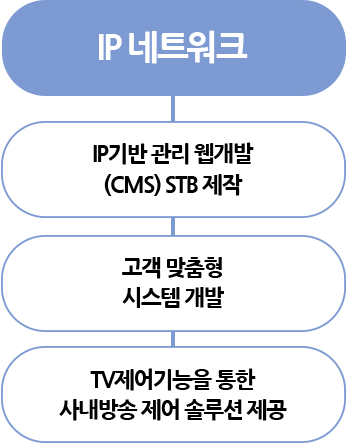 IP 네트워크
IP기반 관리 웹개발
(CMS) STB 제작
고객 맞춤형
시스템 개발
TV제어기능을 통한
사내방송 제어 솔루션 제공